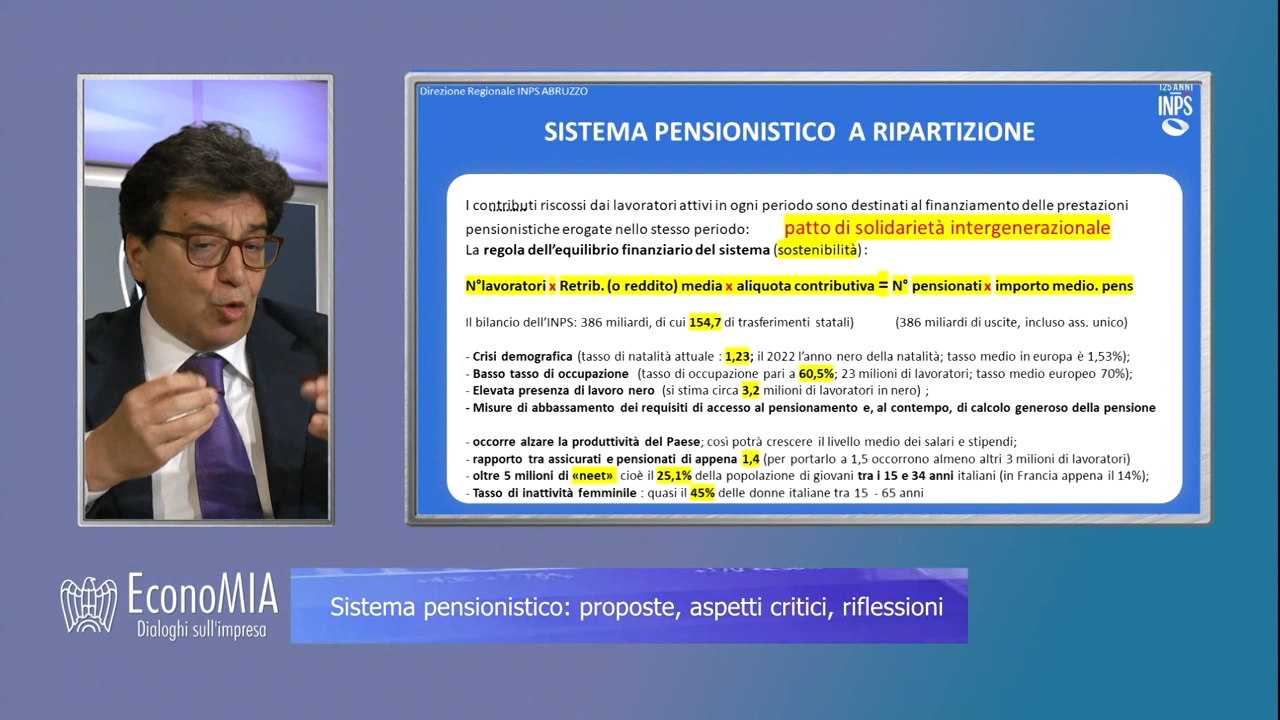 Direzione Regionale INPS ABRUZZO
125 ANNI
INPS
SISTEMA PENSIONISTICO A RIPARTIZIONE
I contributi riscossi dai lavoratori attivi in ogni periodo sono destinati al finanziamento delle prestazioni
pensionistiche erogate nello stesso periodo: patto di solidarietà intergenerazionale
La regola dell'equilibrio finanziario del sistema (sostenibilità) :
N°lavoratori x Retrib. (o reddito) media x aliquota contributiva = N° pensionati x importo medio. pens
Il bilancio dell'INPS: 386 miliardi, di cui 154,7 di trasferimenti statali) (386 miliardi di uscite, incluso ass. unico)
- Crisi demografica (tasso di natalità attuale : 1,23; il 2022 l'anno nero della natalità; tasso medio in europa è 1,53%);
- Basso tasso di occupazione (tasso di occupazione pari a 60,5%; 23 milioni di lavoratori; tasso medio europeo 70%);
- Elevata presenza di lavoro nero (si stima circa 3,2 milioni di lavoratori in nero) ;
- Misure di abbassamento dei requisiti di accesso al pensionamento e, al contempo, di calcolo generoso della pensione
- occorre alzare la produttività del Paese; così potrà crescere il livello medio dei salari e stipendi;
- rapporto tra assicurati e pensionati di appena 1,4 (per portarlo a 1,5 occorrono almeno altri 3 milioni di lavoratori)
- oltre 5 milioni di «neet» cioè il 25,1% della popolazione di giovani tra i 15 e 34 anni italiani (in Francia appena il 14%);
- Tasso di inattività femminile : quasi il 45% delle donne italiane tra 15 - 65 anni
EconoMIA
Dialoghi sull'impresa
Sistema pensionistico: proposte, aspetti critici, riflessioni